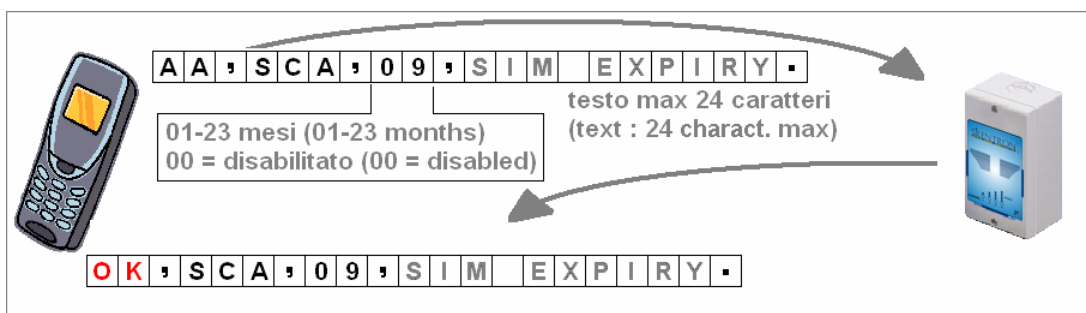 AA,SCA,09,SIM EXPIRY.
testo max 24 caratteri
(text : 24 charact. max)
01-23 mesi (01-23 months)
00 = disabilitato (00 = disabled)
SILENTRON
OK,SCA,09,SIM EXPIRY.